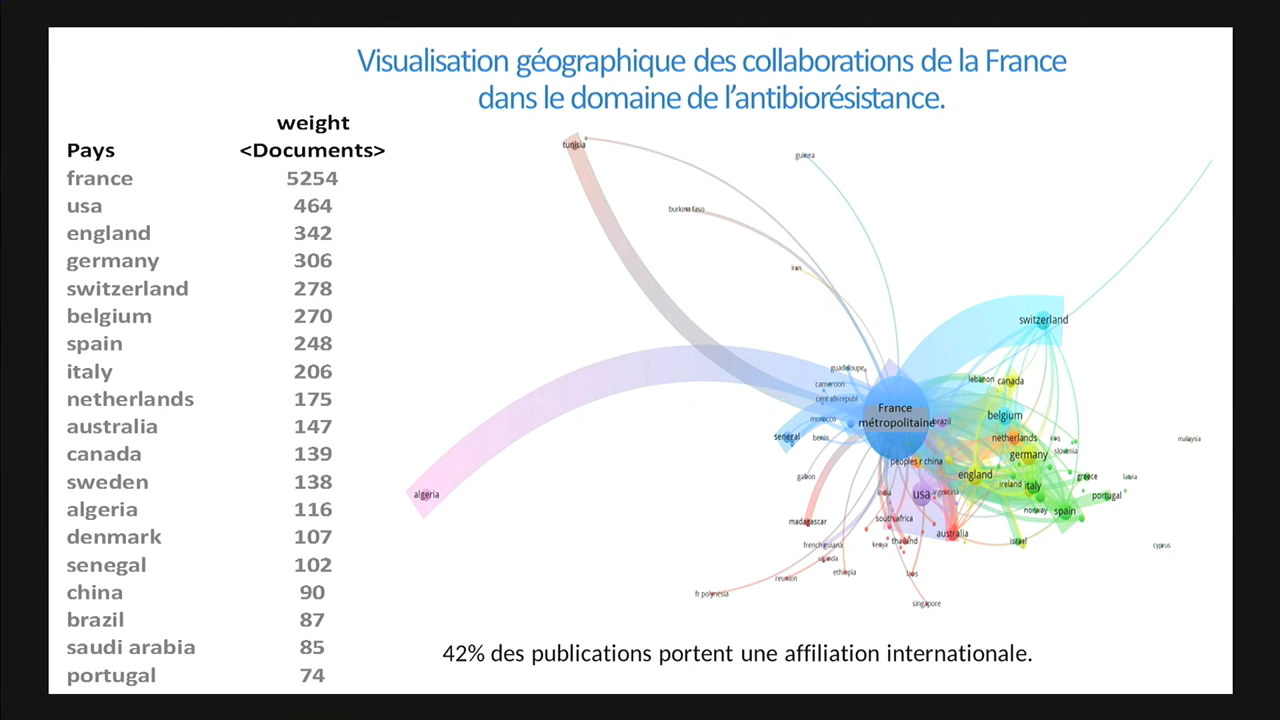 Visualisation géographique des collaborations de la France
dans le domaine de l’antibiorésistance.
Pays weight <Documents>
france 5254
usa 464
england 342
germany 306
switzerland 278
belgium 270
spain 248
italy 206
netherlands 175
australia 147
canada 139
sweden 138
algeria 116
denmark 107
senegal 102
china 90
brazil 87
saudi arabia 85
portugal 74
tunisia
guinea
burkina faso
iran
switzerland
guadeloupe
lebanon
canada
cameroon
cent afr republ
France
métropolitaine
morocco
brazil
belgium
senegal
benin
netherlands
iraq
malaysia
slovenia
germany
peoples r china
gabon
england
greece
latvia
ireland
italy
algeria
india
usa
argentina
portugal
norway
spain
madagascar
south africa
australia
french guiana
kenya
thailand
israel
cyprus
uganda
ethiopia
laos
reunion
fr polynesia
singapore
42% des publications portent une affiliation internationale.